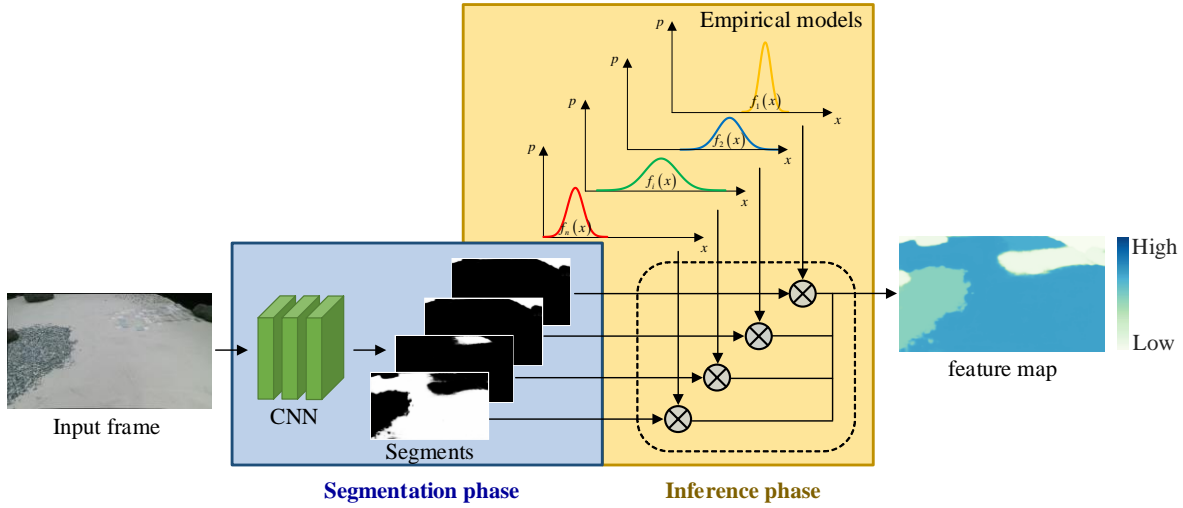 Empirical models
p
f₁(x)
x
p
f₂(x)
x
p
fᵢ(x)
x
p
fₙ(x)
x
Input frame
CNN
Segments
High
Low
feature map
Segmentation phase
Inference phase